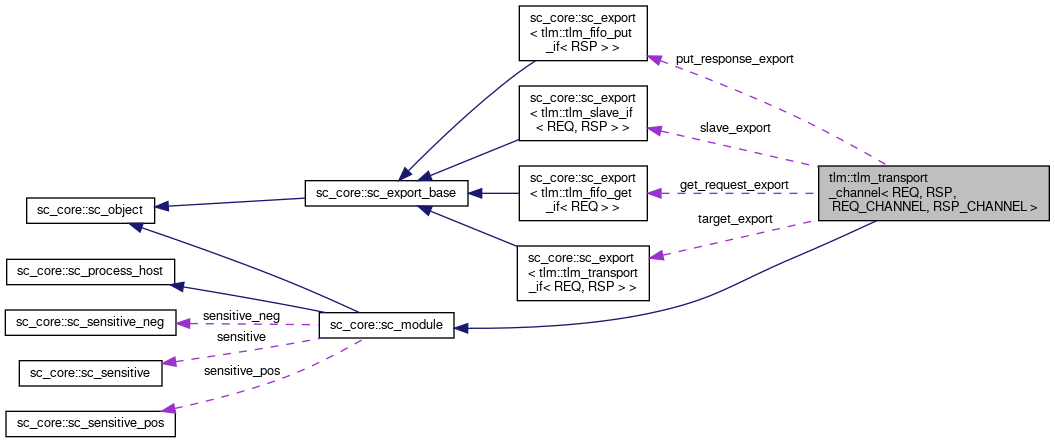 sc_core::sc_export
< tlm::tlm_fifo_put
_if< RSP > >
put_response_export
sc_core::sc_export
< tlm::tlm_slave_if
< REQ, RSP > >
slave_export
sc_core::sc_export
< tlm::tlm_fifo_get
_if< REQ > >
get_request_export
tlm::tlm_transport
_channel< REQ, RSP,
REQ_CHANNEL, RSP_CHANNEL >
sc_core::sc_export_base
sc_core::sc_object
target_export
sc_core::sc_export
< tlm::tlm_transport
_if< REQ, RSP > >
sc_core::sc_process_host
sc_core::sc_sensitive_neg
sensitive_neg
sc_core::sc_module
sensitive
sc_core::sc_sensitive
sensitive_pos
sc_core::sc_sensitive_pos